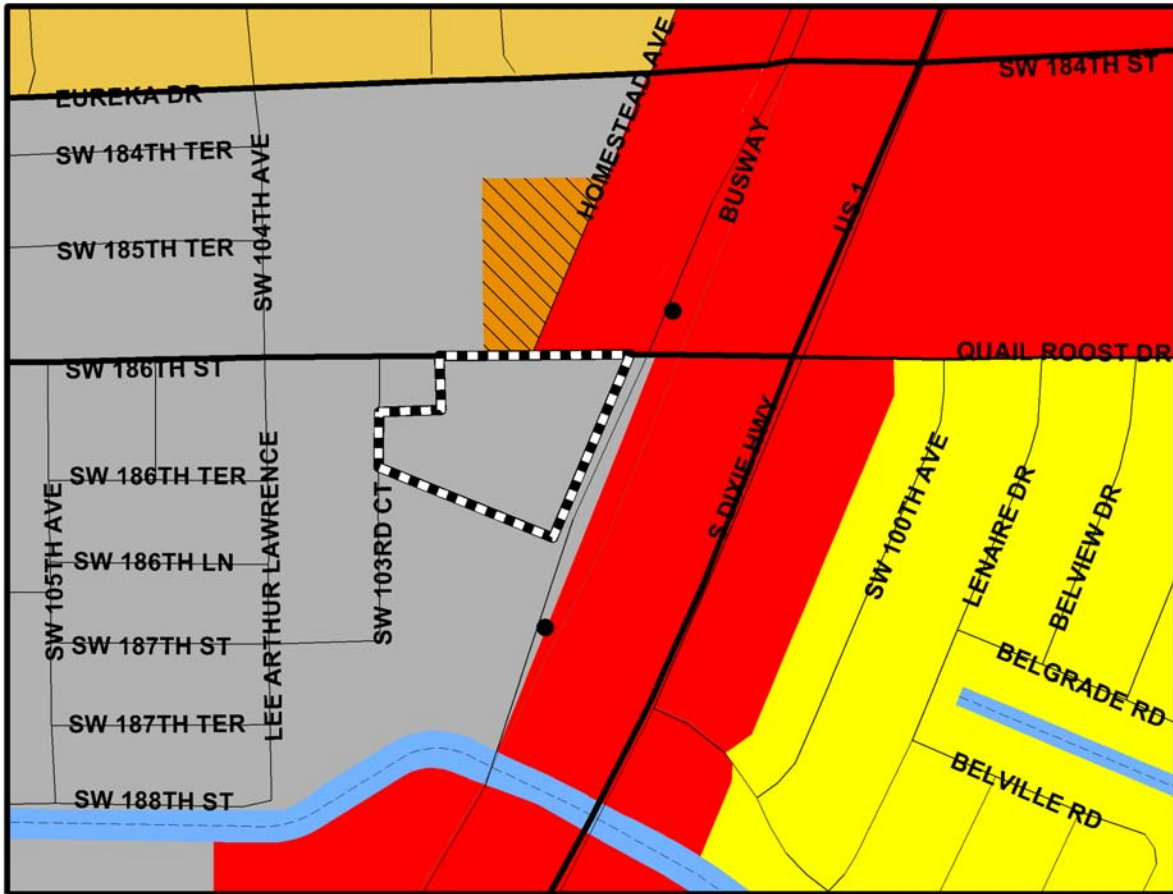 HOMESTEAD AVE
SW 184TH ST
EUREKA DR
SW 184TH TER
SW 104TH AVE
BUSWAY
US 1
SW 185TH TER
QUAIL ROOST DR
SW 186TH ST
S DIXIE HWY
SW 186TH TER
LEE ARTHUR LAWRENCE
SW 105TH AVE
SW 103RD CT
SW 100TH AVE
LENAIRE DR
BELVIEW DR
SW 186TH LN
SW 187TH ST
BELGRADE RD
SW 187TH TER
BELVILLE RD
SW 188TH ST